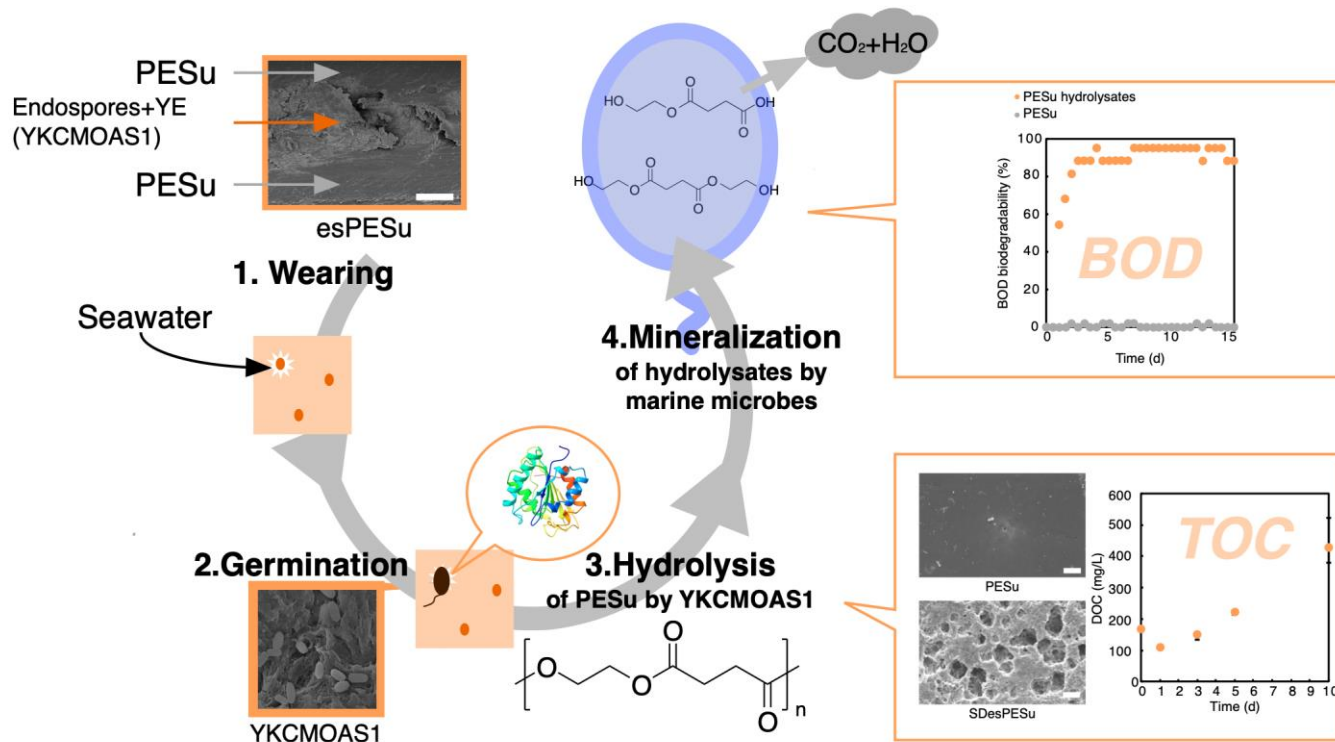 PESu
Endospores+YE
(YKCMOAS1)
PESu
esPESu
1. Wearing
Seawater
2.Germination
YKCMOAS1
3.Hydrolysis
of PESu by YKCMOAS1
O
O
O
O
n
4.Mineralization
of hydrolysates by
marine microbes
HO
O
O
OH
O
HO
O
O
O
O
OH
CO₂+H₂O
PESu hydrolysates
PESu
BOD biodegradability (%)
100
80
60
40
20
0
BOD
0
5
10
15
Time (d)
PESu
SDesPESu
DOC (mg/L)
600
500
400
300
200
100
0
TOC
0 1 2 3 4 5 6 7 8 9 10
Time (d)